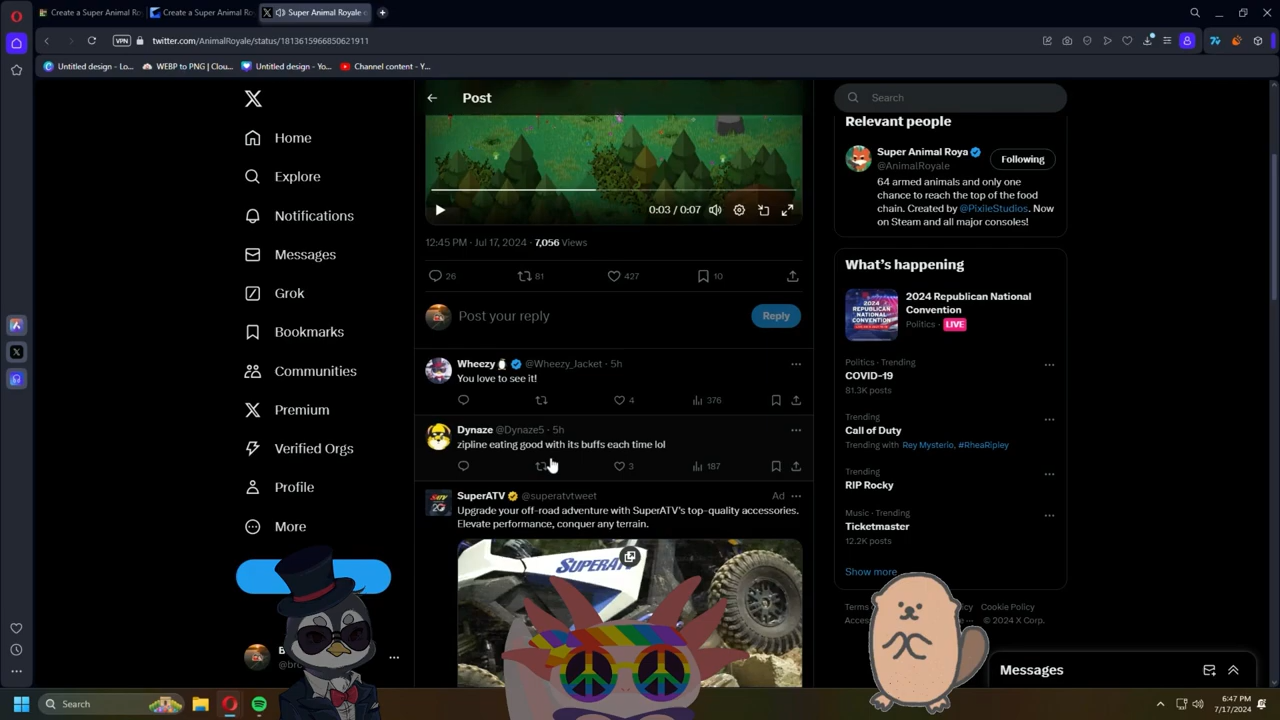 Create a Super Animal Ro
Create a Super Animal Ro
Super Animal Royale
VPN
twitter.com/AnimalRoyale/status/1813615966850621911
Untitled design - Lo...
WEBP to PNG | Clou...
Untitled design - Yo...
Channel content - Y...
Home
Explore
Notifications
Messages
Grok
Bookmarks
Communities
Premium
Verified Orgs
Profile
More
Post
0:03 / 0:07
12:45 PM · Jul 17, 2024 · 7,056 Views
26 81 427 10
Post your reply
Reply
Wheezy @Wheezy_Jacket · 5h
You love to see it!
4 376
Dynaze @Dynaze5 · 5h
zipline eating good with its buffs each time lol
3 187
SuperATV @superatvtweet Ad
Upgrade your off-road adventure with SuperATV's top-quality accessories.
Elevate performance, conquer any terrain.
SUPERATV
Search
Relevant people
Super Animal Roya
@AnimalRoyale
Following
64 armed animals and only one
chance to reach the top of the food
chain. Created by @PixileStudios. Now
on Steam and all major consoles!
What's happening
2024 Republican National
Convention
Politics · LIVE
Politics · Trending
COVID-19
81.3K posts
Trending
Call of Duty
Trending with Rey Mysterio, #RheaRipley
Trending
RIP Rocky
Music · Trending
Ticketmaster
12.2K posts
Show more
Terms
Cookie Policy
© 2024 X Corp.
Messages
Search
6:47 PM
7/17/2024